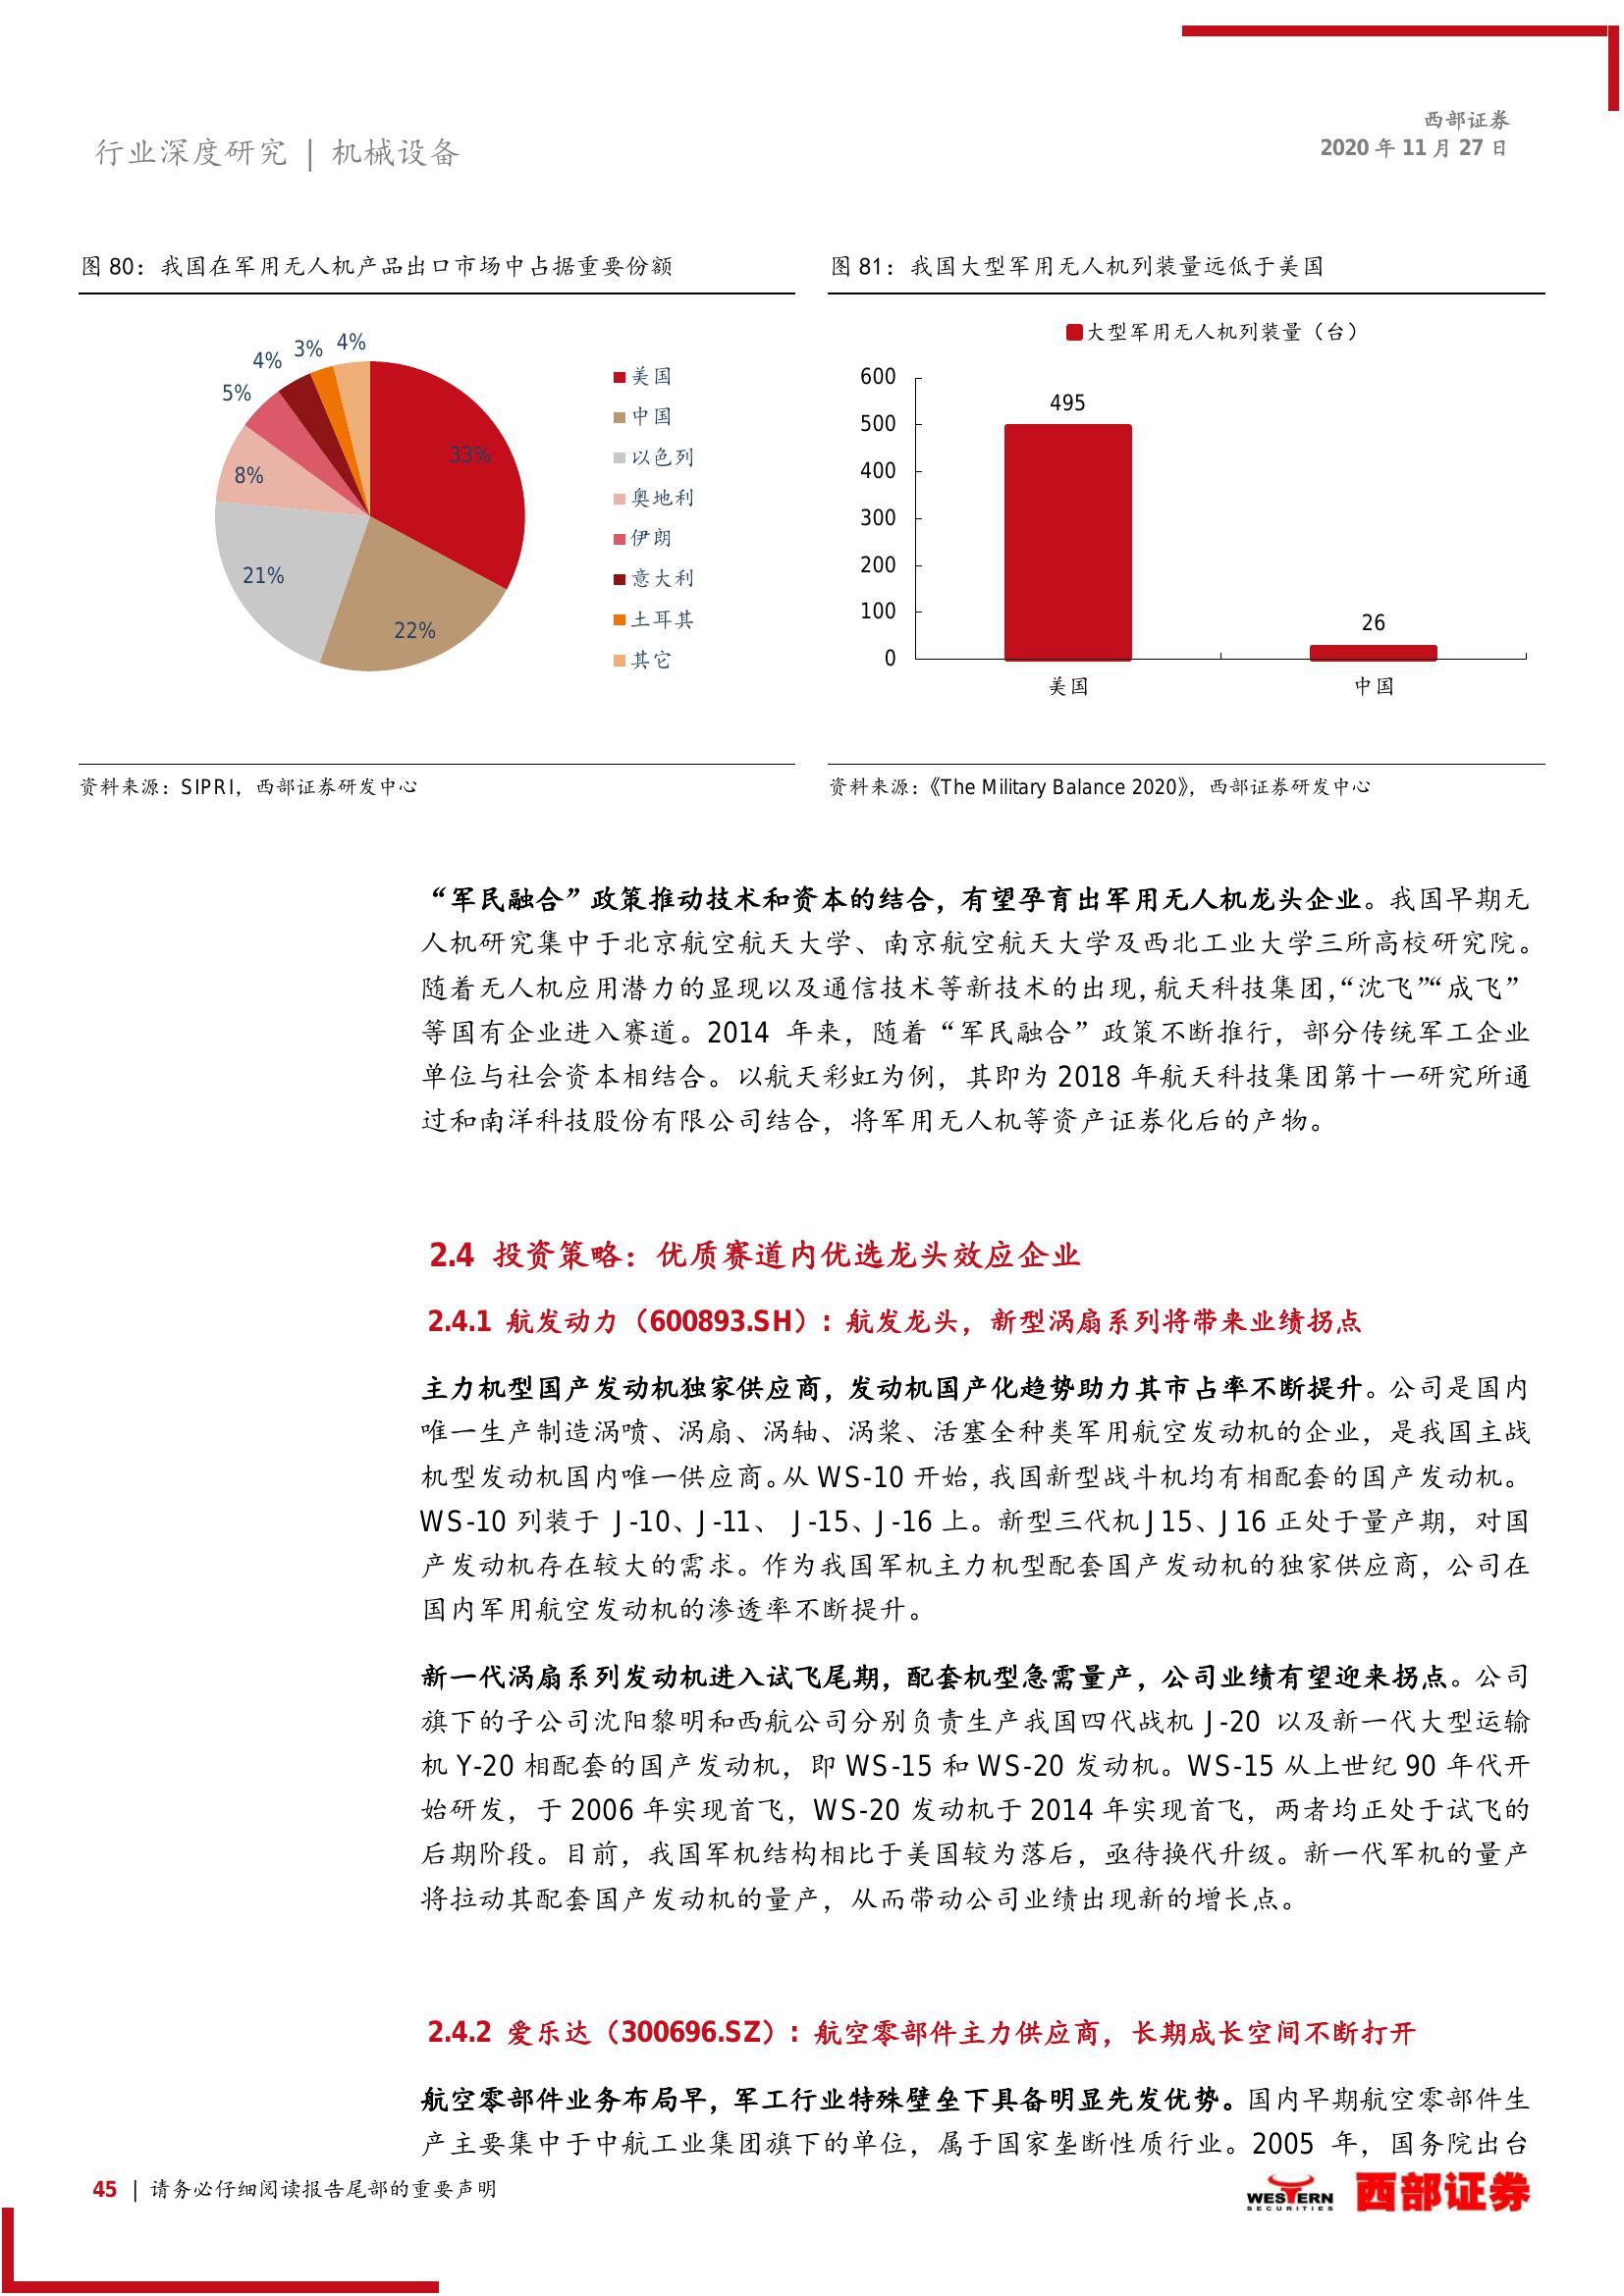 西部证券
行业深度研究 | 机械设备
2020 年 11 月 27 日
图 80：我国在军用无人机产品出口市场中占据重要份额
33%
22%
21%
8%
5%
4%
3%
4%
美国
中国
以色列
奥地利
伊朗
意大利
土耳其
其它
资料来源：SIPRI，西部证券研发中心
图 81：我国大型军用无人机列装量远低于美国
大型军用无人机列装量（台）
600
500
400
300
200
100
0
495
26
美国
中国
资料来源：《The Military Balance 2020》，西部证券研发中心
“军民融合”政策推动技术和资本的结合，有望孕育出军用无人机龙头企业。我国早期无
人机研究集中于北京航空航天大学、南京航空航天大学及西北工业大学三所高校研究院。
随着无人机应用潜力的显现以及通信技术等新技术的出现，航天科技集团，“沈飞”“成飞”
等国有企业进入赛道。2014 年来，随着“军民融合”政策不断推行，部分传统军工企业
单位与社会资本相结合。以航天彩虹为例，其即为 2018 年航天科技集团第十一研究所通
过和南洋科技股份有限公司结合，将军用无人机等资产证券化后的产物。
2.4 投资策略：优质赛道内优选龙头效应企业
2.4.1 航发动力（600893.SH）：航发龙头，新型涡扇系列将带来业绩拐点
主力机型国产发动机独家供应商，发动机国产化趋势助力其市占率不断提升。公司是国内
唯一生产制造涡喷、涡扇、涡轴、涡桨、活塞全种类军用航空发动机的企业，是我国主战
机型发动机国内唯一供应商。从 WS-10 开始，我国新型战斗机均有相配套的国产发动机。
WS-10 列装于 J-10、J-11、 J-15、J-16 上。新型三代机 J15、J16 正处于量产期，对国
产发动机存在较大的需求。作为我国军机主力机型配套国产发动机的独家供应商，公司在
国内军用航空发动机的渗透率不断提升。
新一代涡扇系列发动机进入试飞尾期，配套机型急需量产，公司业绩有望迎来拐点。公司
旗下的子公司沈阳黎明和西航公司分别负责生产我国四代战机 J-20 以及新一代大型运输
机 Y-20 相配套的国产发动机，即 WS-15 和 WS-20 发动机。WS-15 从上世纪 90 年代开
始研发，于 2006 年实现首飞，WS-20 发动机于 2014 年实现首飞，两者均正处于试飞的
后期阶段。目前，我国军机结构相比于美国较为落后，亟待换代升级。新一代军机的量产
将拉动其配套国产发动机的量产，从而带动公司业绩出现新的增长点。
2.4.2 爱乐达（300696.SZ）：航空零部件主力供应商，长期成长空间不断打开
航空零部件业务布局早，军工行业特殊壁垒下具备明显先发优势。国内早期航空零部件生
产主要集中于中航工业集团旗下的单位，属于国家垄断性质行业。2005 年，国务院出台
45 | 请务必仔细阅读报告尾部的重要声明
WESTERN
SECURITIES
西部证券